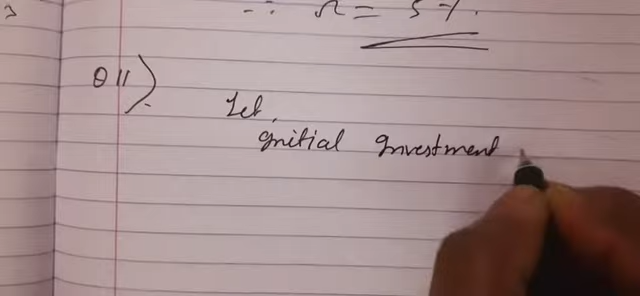 ∴ r = 5%.
Q11)
Let,
Initial Investment